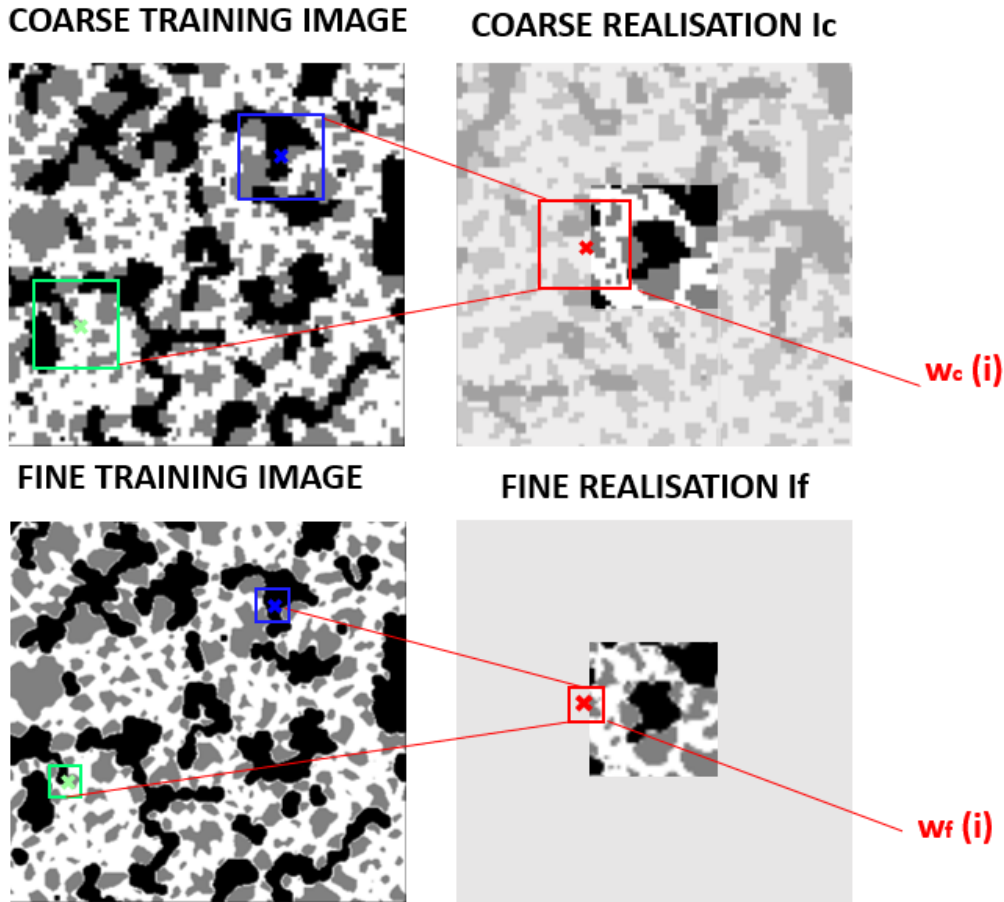 COARSE TRAINING IMAGE
COARSE REALISATION Ic
wc (i)
FINE TRAINING IMAGE
FINE REALISATION If
wf (i)